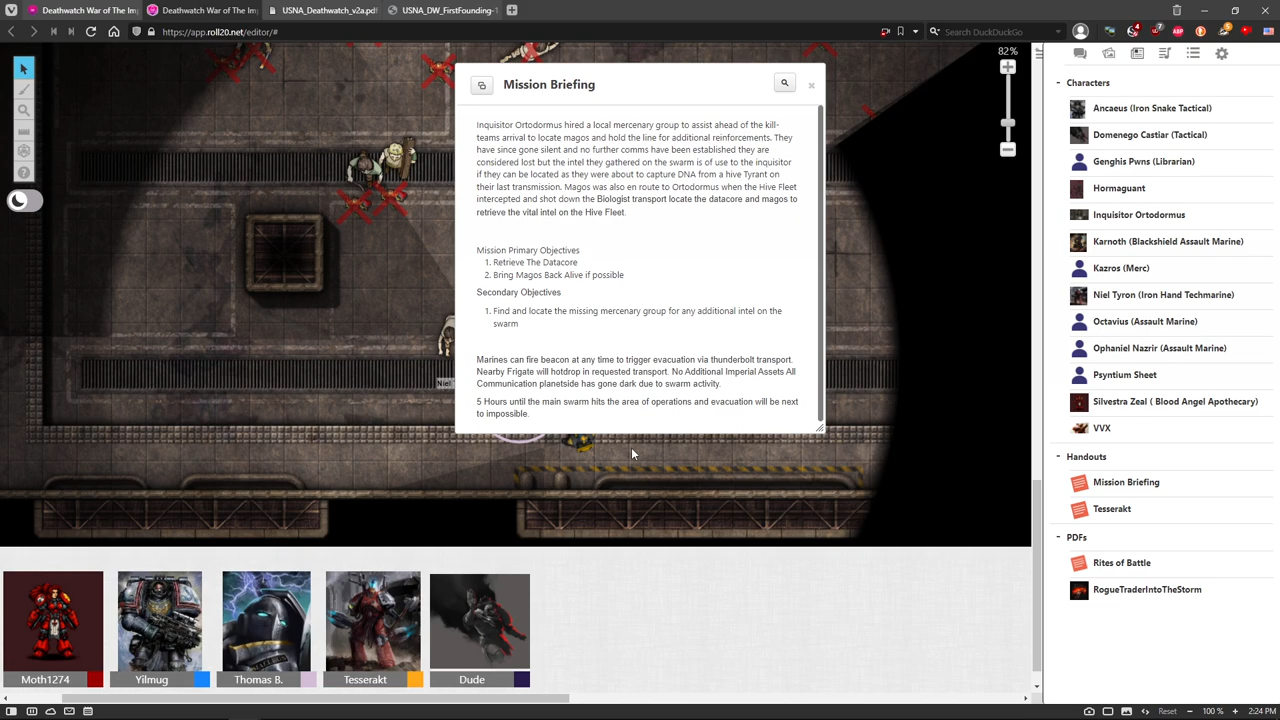 Deathwatch War of The Im
Deathwatch War of The Im
USNA_Deathwatch_v2a.pdf
USNA_DW_FirstFounding-1
https://app.roll20.net/editor/#
Search DuckDuckGo
4
7
ABP
5
82%
Mission Briefing
Inquisitor Ortodormus hired a local mercenary group to assist ahead of the kill-
teams arrival to locate magos and hold the line for additional reinforcements. They
have since gone silent and no further comms have been established they are
considered lost but the intel they gathered on the swarm is of use to the inquisitor
if they can be located as they were about to capture DNA from a hive Tyrant on
their last transmission. Magos was also en route to Ortodormus when the Hive Fleet
intercepted and shot down the Biologist transport locate the datacore and magos to
retrieve the vital intel on the Hive Fleet.
Mission Primary Objectives
1. Retrieve The Datacore
2. Bring Magos Back Alive if possible
Secondary Objectives
1. Find and locate the missing mercenary group for any additional intel on the
swarm
Marines can fire beacon at any time to trigger evacuation via thunderbolt transport.
Nearby Frigate will hotdrop in requested transport. No Additional Imperial Assets All
Communication planetside has gone dark due to swarm activity.
5 Hours until the main swarm hits the area of operations and evacuation will be next
to impossible.
Niel
Characters
Ancaeus (Iron Snake Tactical)
Domenego Castiar (Tactical)
Genghis Pwns (Librarian)
Hormaguant
Inquisitor Ortodormus
Karnoth (Blackshield Assault Marine)
Kazros (Merc)
Niel Tyron (Iron Hand Techmarine)
Octavius (Assault Marine)
Ophaniel Nazrir (Assault Marine)
Psyntium Sheet
Silvestra Zeal ( Blood Angel Apothecary)
VVX
Handouts
Mission Briefing
Tesserakt
PDFs
Rites of Battle
RogueTraderIntoTheStorm
Moth1274
Yilmug
Thomas B.
Tesserakt
Dude
Reset
100 %
2:24 PM